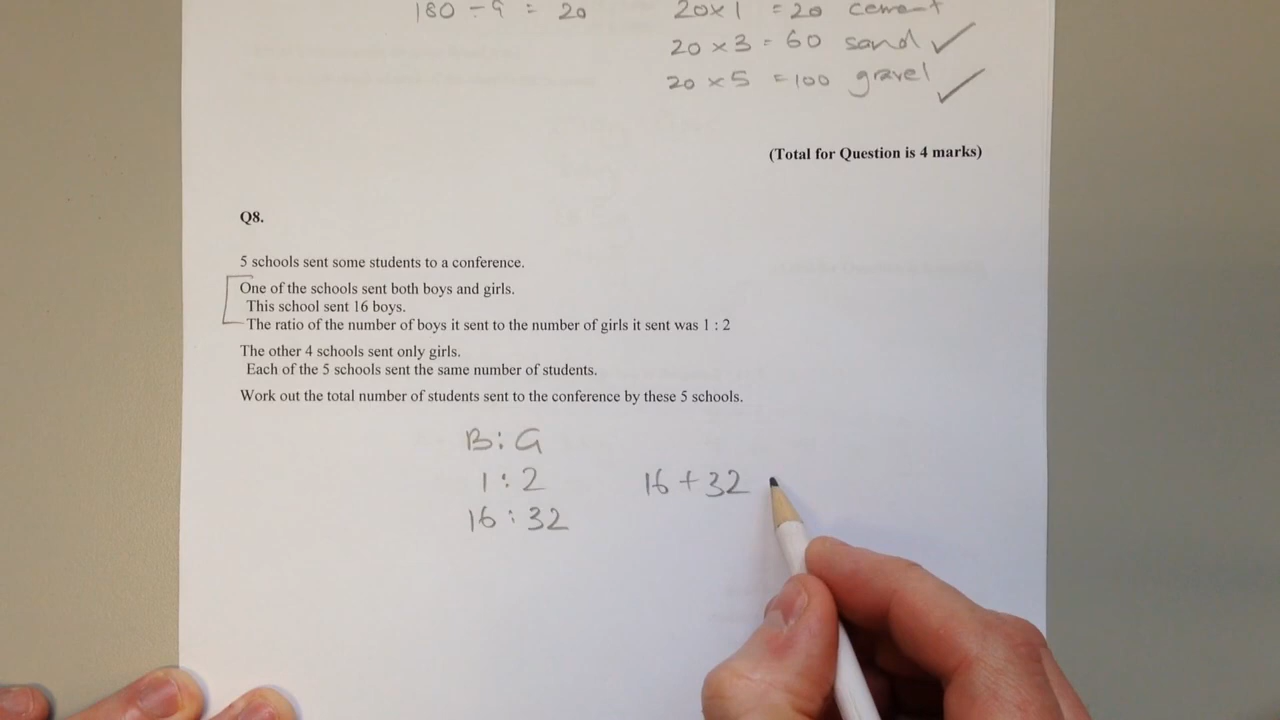 180 ÷ 9 = 20
20 x 1 = 20 cement
20 x 3 = 60 sand ✓
20 x 5 = 100 gravel ✓
(Total for Question is 4 marks)
Q8.
5 schools sent some students to a conference.
One of the schools sent both boys and girls.
This school sent 16 boys.
The ratio of the number of boys it sent to the number of girls it sent was 1 : 2
The other 4 schools sent only girls.
Each of the 5 schools sent the same number of students.
Work out the total number of students sent to the conference by these 5 schools.
B : G
1 : 2
16 : 32
16 + 32